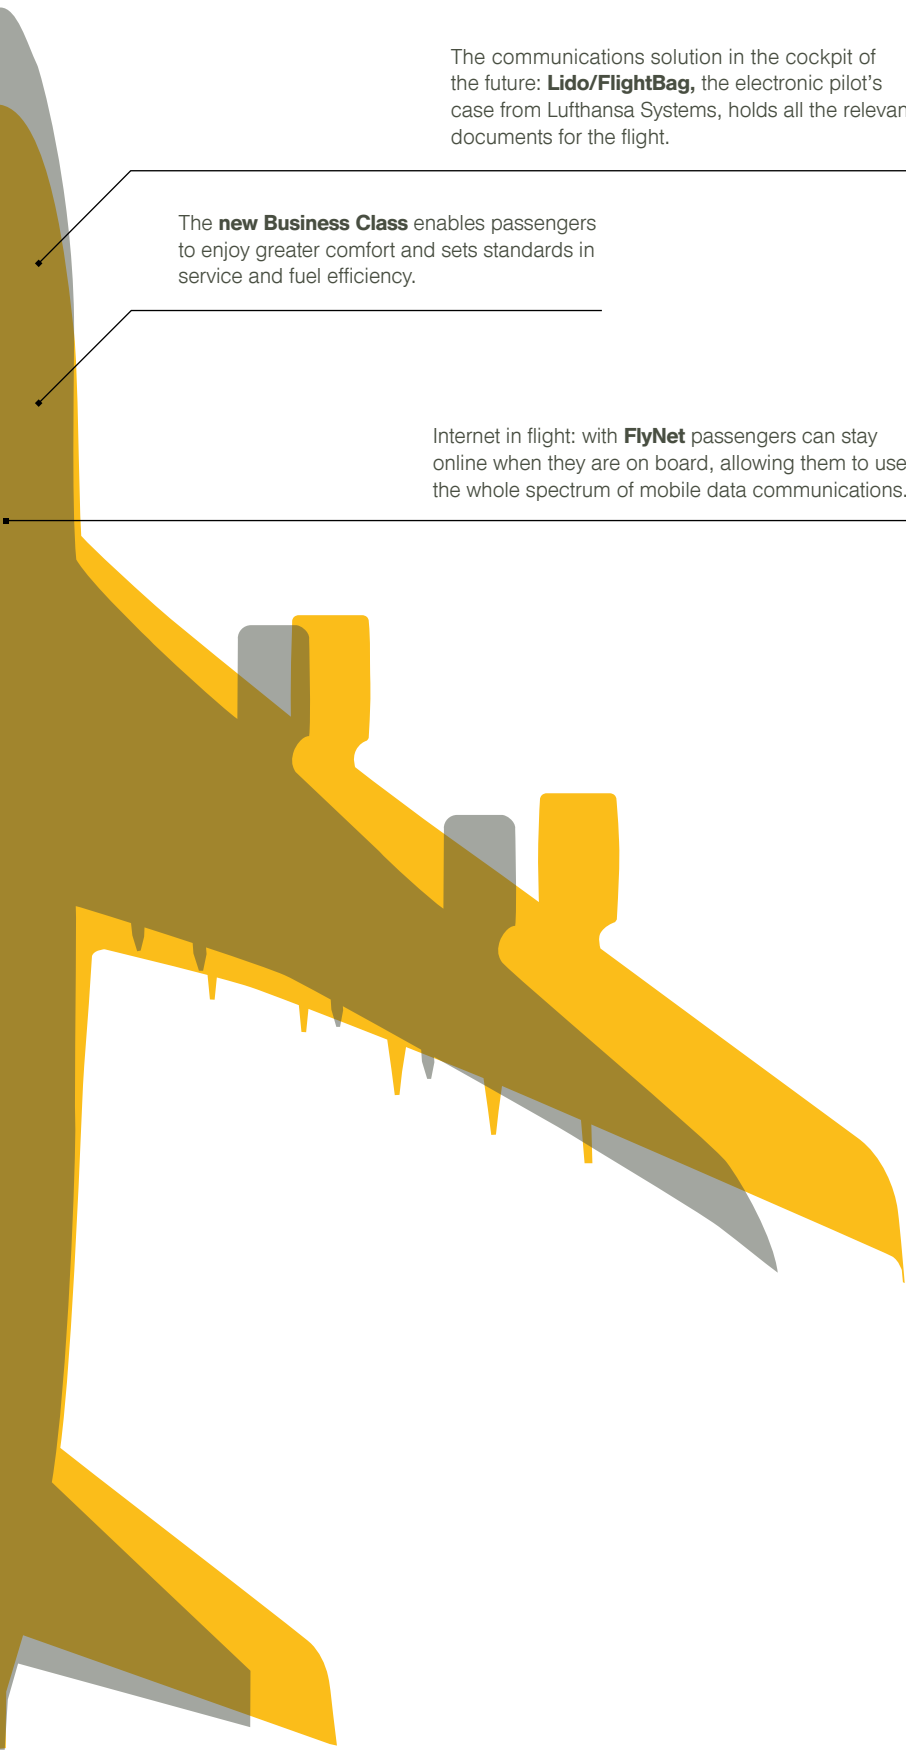 The communications solution in the cockpit of
the future: Lido/FlightBag, the electronic pilot’s
case from Lufthansa Systems, holds all the relevan
documents for the flight.
The new Business Class enables passengers
to enjoy greater comfort and sets standards in
service and fuel efficiency.
Internet in flight: with FlyNet passengers can stay
online when they are on board, allowing them to use
the whole spectrum of mobile data communications.